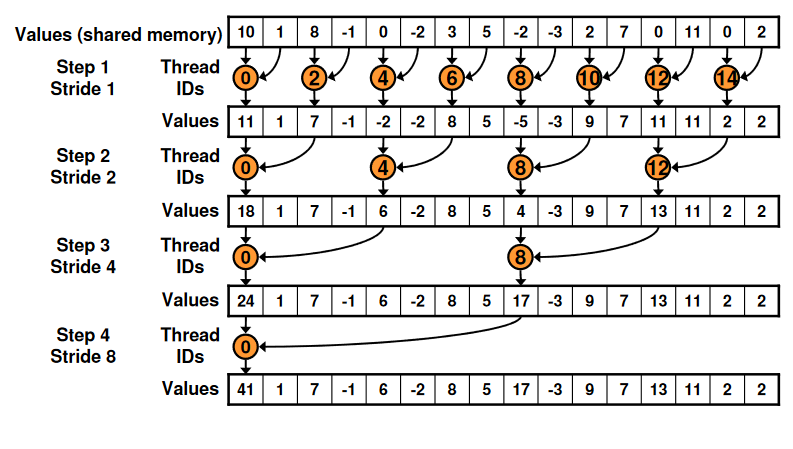 Values (shared memory) 10 1 8 -1 0 -2 3 5 -2 -3 2 7 0 11 0 2
Step 1 Thread
Stride 1 IDs
0 2 4 6 8 10 12 14
Values 11 1 7 -1 -2 -2 8 5 -5 -3 9 7 11 11 2 2
Step 2 Thread
Stride 2 IDs
0 4 8 12
Values 18 1 7 -1 6 -2 8 5 4 -3 9 7 13 11 2 2
Step 3 Thread
Stride 4 IDs
0 8
Values 24 1 7 -1 6 -2 8 5 17 -3 9 7 13 11 2 2
Step 4 Thread
Stride 8 IDs
0
Values 41 1 7 -1 6 -2 8 5 17 -3 9 7 13 11 2 2